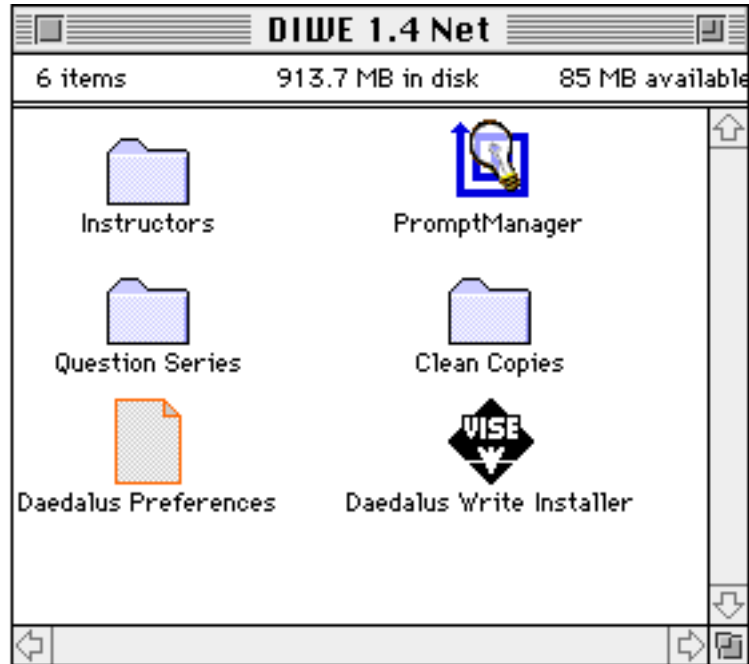 DIWE 1.4 Net
6 items 913.7 MB in disk 85 MB available
Instructors PromptManager
Question Series Clean Copies
VISE
Daedalus Preferences Daedalus Write Installer